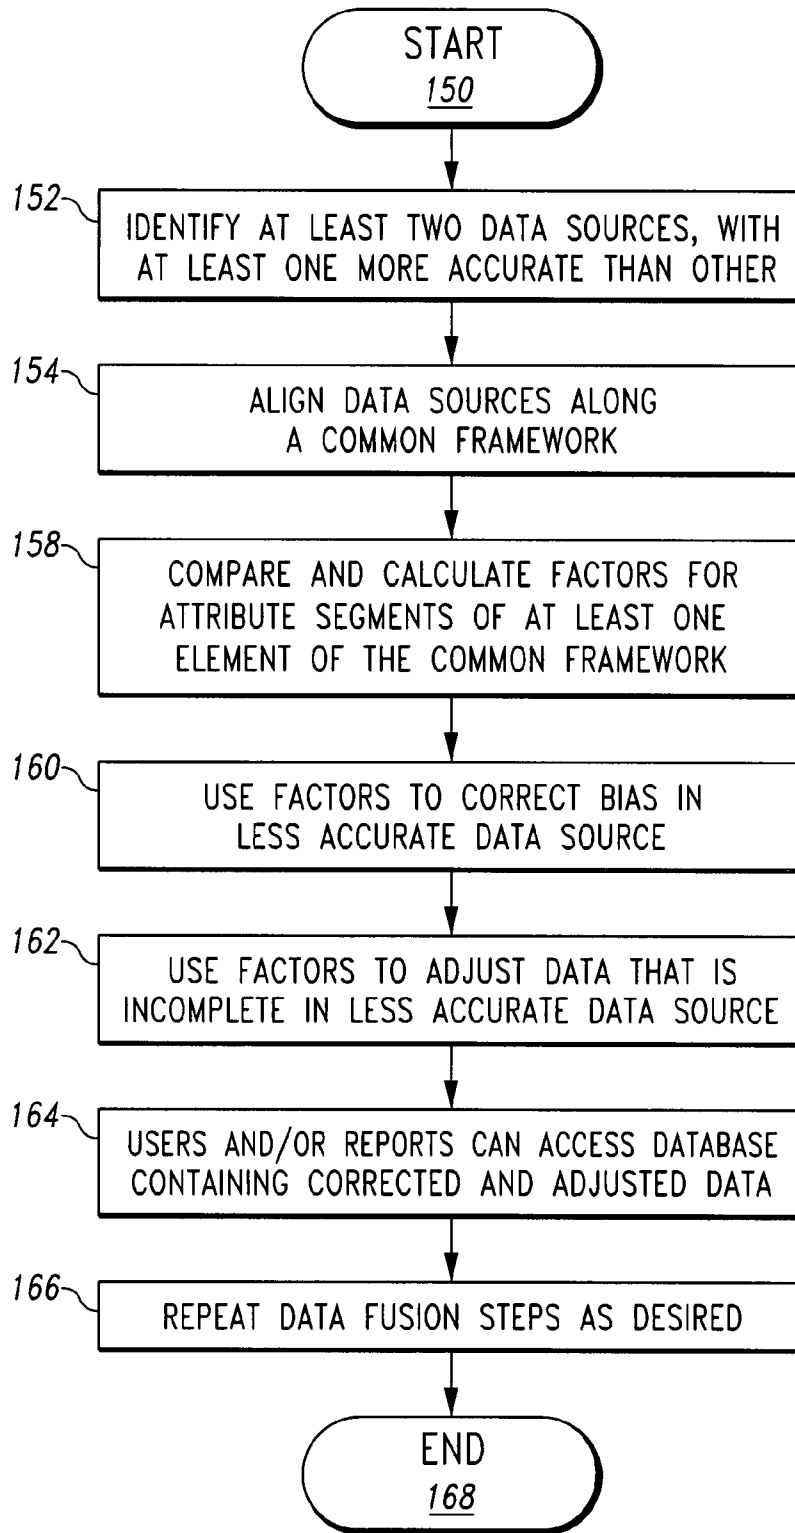 START
150
152
IDENTIFY AT LEAST TWO DATA SOURCES, WITH
AT LEAST ONE MORE ACCURATE THAN OTHER
154
ALIGN DATA SOURCES ALONG
A COMMON FRAMEWORK
158
COMPARE AND CALCULATE FACTORS FOR
ATTRIBUTE SEGMENTS OF AT LEAST ONE
ELEMENT OF THE COMMON FRAMEWORK
160
USE FACTORS TO CORRECT BIAS IN
LESS ACCURATE DATA SOURCE
162
USE FACTORS TO ADJUST DATA THAT IS
INCOMPLETE IN LESS ACCURATE DATA SOURCE
164
USERS AND/OR REPORTS CAN ACCESS DATABASE
CONTAINING CORRECTED AND ADJUSTED DATA
166
REPEAT DATA FUSION STEPS AS DESIRED
END
168